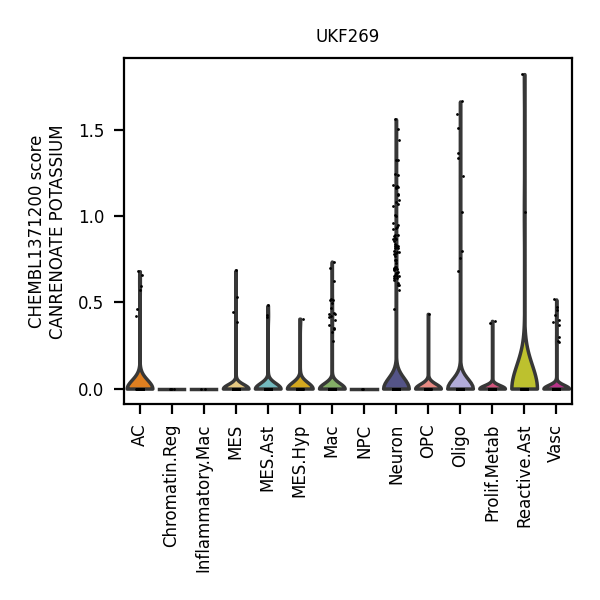 UKF269
CHEMBL1371200 score
CANRENOATE POTASSIUM
1.5
1.0
0.5
0.0
AC
Chromatin.Reg
Inflammatory.Mac
MES
MES.Ast
MES.Hyp
Mac
NPC
Neuron
OPC
Oligo
Prolif.Metab
Reactive.Ast
Vasc